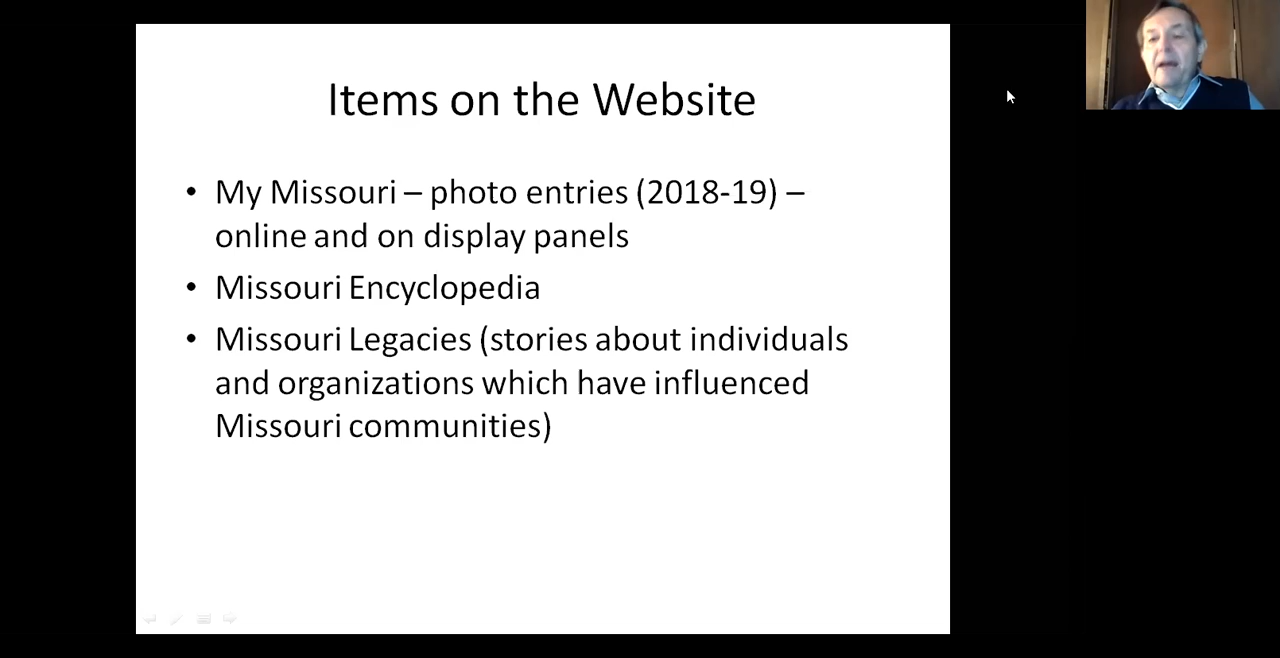 Items on the Website
• My Missouri – photo entries (2018-19) –
online and on display panels
• Missouri Encyclopedia
• Missouri Legacies (stories about individuals
and organizations which have influenced
Missouri communities)